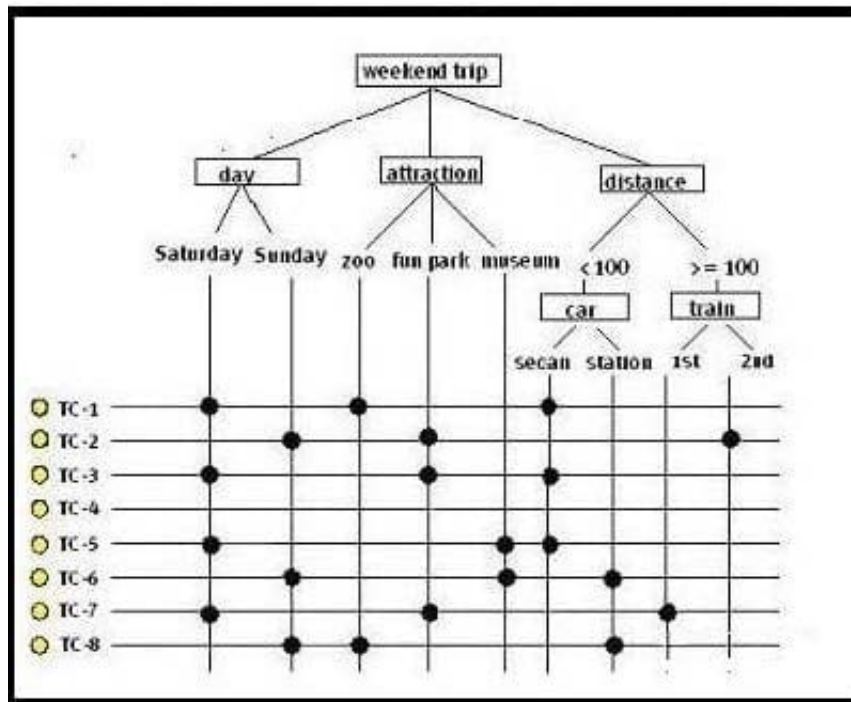 weekend trip
day attraction distance
Saturday Sunday zoo fun park museum < 100 >= 100
car train
secan station 1st 2nd
TC-1
TC-2
TC-3
TC-4
TC-5
TC-6
TC-7
TC-8